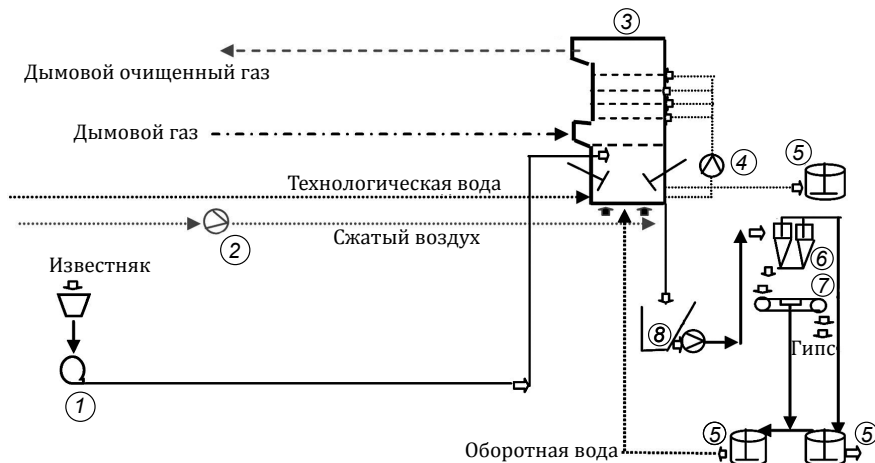 3
Дымовой очищенный газ
Дымовой газ
4
5
Технологическая вода
2
Сжатый воздух
6
Известняк
7
8
Гипс
1
5
5
Оборотная вода